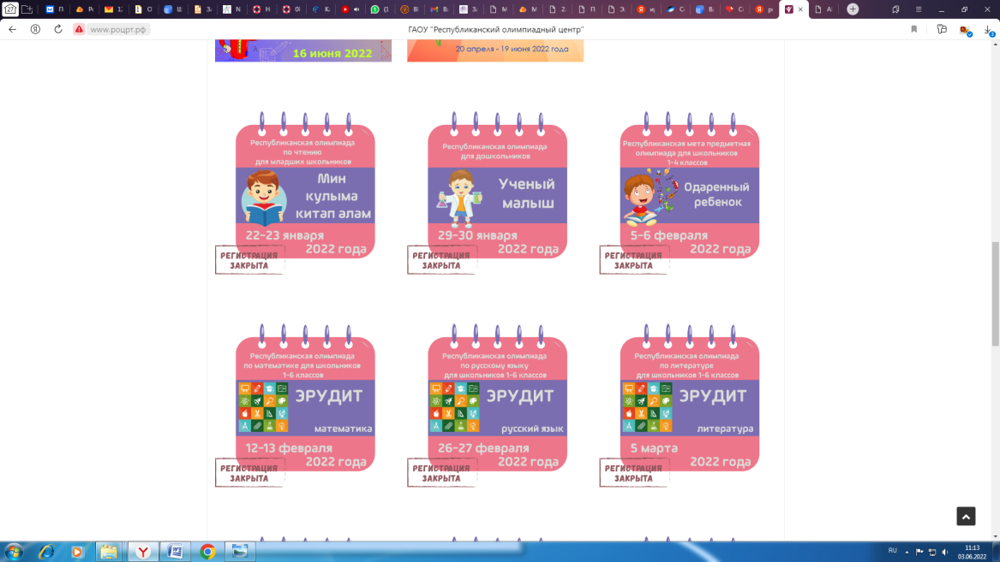 www.роцрт.рф
ГАОУ "Республиканский олимпиадный центр"
16 июня 2022
20 апреля - 19 июня 2022 года
Республиканская олимпиада
по чтению
для младших школьников
Мин
кулыма
китап алам
22-23 января
2022 года
РЕГИСТРАЦИЯ
ЗАКРЫТА
Республиканская олимпиада
для дошкольников
Ученый
малыш
29-30 января
2022 года
РЕГИСТРАЦИЯ
ЗАКРЫТА
Республиканская мета предметная
олимпиада для школьников
1-4 классов
Одаренный
ребенок
5-6 февраля
2022 года
РЕГИСТРАЦИЯ
ЗАКРЫТА
Республиканская олимпиада
по математике для школьников
1-6 классов
ЭРУДИТ
математика
12-13 февраля
2022 года
РЕГИСТРАЦИЯ
ЗАКРЫТА
Республиканская олимпиада
по русскому языку
для школьников 1-6 классов
ЭРУДИТ
русский язык
26-27 февраля
2022 года
РЕГИСТРАЦИЯ
ЗАКРЫТА
Республиканская олимпиада
по литературе
для школьников 1-6 классов
ЭРУДИТ
литература
5 марта
2022 года
РЕГИСТРАЦИЯ
ЗАКРЫТА
RU
11:13
03.06.2022